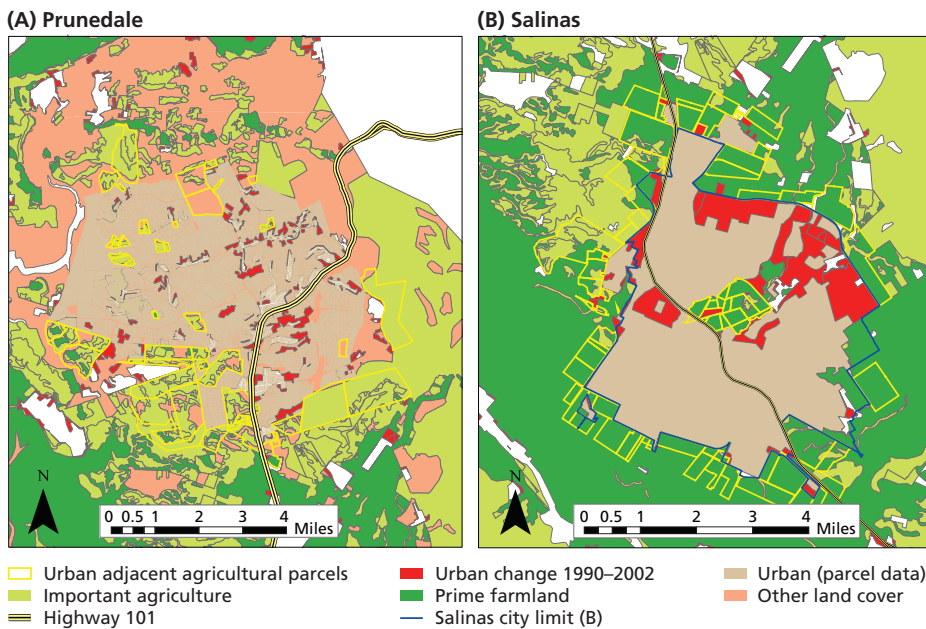 (A) Prunedale
(B) Salinas
N
0 0.5 1 2 3 4
Miles
N
0 0.5 1 2 3 4
Miles
Urban adjacent agricultural parcels
Urban change 1990–2002
Urban (parcel data)
Important agriculture
Prime farmland
Other land cover
Highway 101
Salinas city limit (B)